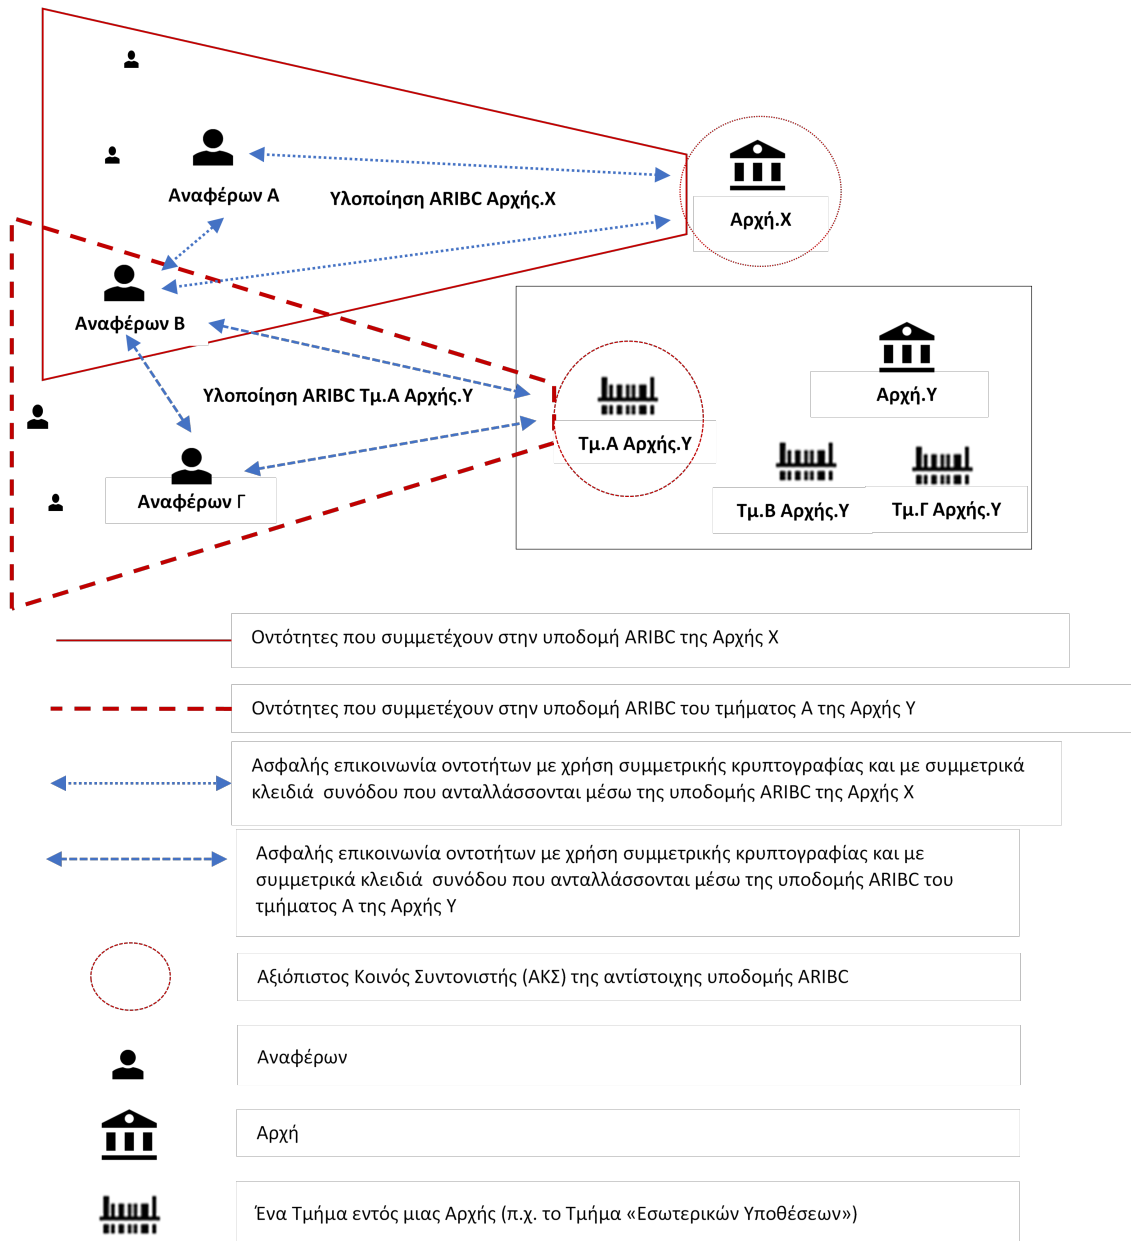 Αναφέρων Α
Υλοποίηση ARIBC Αρχής.Χ
Αρχή.Χ
Αναφέρων Β
Υλοποίηση ARIBC Τμ.Α Αρχής.Υ
Αρχή.Υ
Τμ.Α Αρχής.Υ
Αναφέρων Γ
Τμ.Β Αρχής.Υ
Τμ.Γ Αρχής.Υ
Οντότητες που συμμετέχουν στην υποδομή ARIBC της Αρχής Χ
Οντότητες που συμμετέχουν στην υποδομή ARIBC του τμήματος Α της Αρχής Υ
Ασφαλής επικοινωνία οντοτήτων με χρήση συμμετρικής κρυπτογραφίας και με συμμετρικά
κλειδιά συνόδου που ανταλλάσσονται μέσω της υποδομής ARIBC της Αρχής Χ
Ασφαλής επικοινωνία οντοτήτων με χρήση συμμετρικής κρυπτογραφίας και με
συμμετρικά κλειδιά συνόδου που ανταλλάσσονται μέσω της υποδομής ARIBC του
τμήματος Α της Αρχής Υ
Αξιόπιστος Κοινός Συντονιστής (ΑΚΣ) της αντίστοιχης υποδομής ARIBC
Αναφέρων
Αρχή
Ένα Τμήμα εντός μιας Αρχής (π.χ. το Τμήμα «Εσωτερικών Υποθέσεων»)